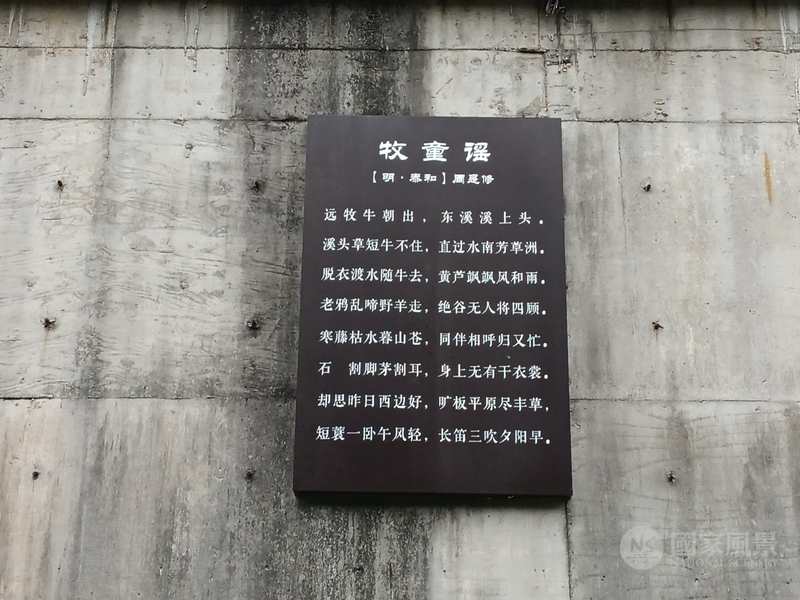 牧童谣
【明·泰和】周是修
远牧牛朝出，东溪溪上头。
溪头草短牛不住，直过水南芳草洲。
脱衣渡水随牛去，黄芦飒飒风和雨。
老鸦乱啼野羊走，绝谷无人将四顾。
寒藤枯水暮山苍，同伴相呼归又忙。
石 割脚茅割耳，身上无有干衣裳。
却思昨日西边好，旷板平原尽丰草，
短蓑一卧午风轻，长笛三吹夕阳早。
NS 國家風景